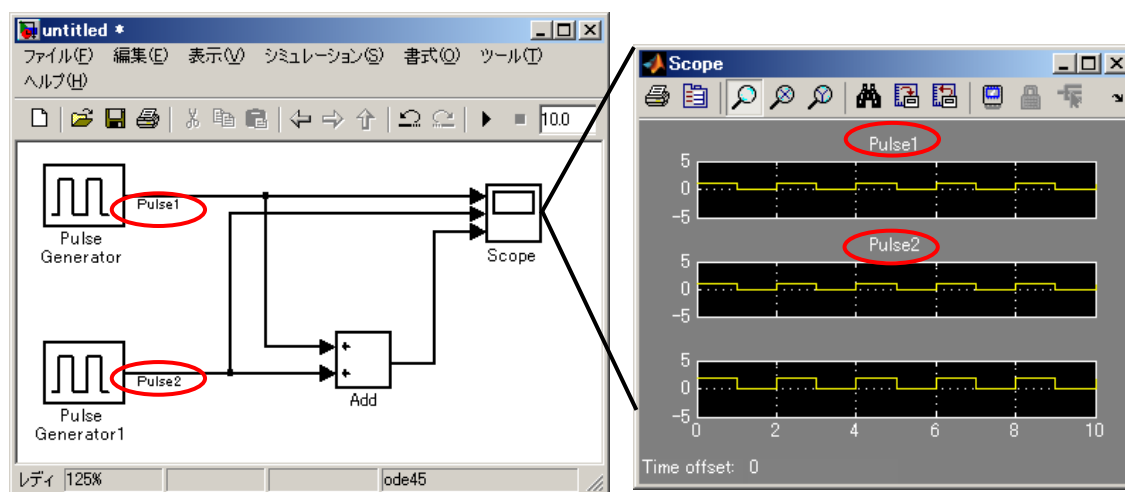 untitled *
ファイル(F) 編集(E) 表示(V) シミュレーション(S) 書式(O) ツール(T)
ヘルプ(H)
10.0
Pulse1
Pulse
Generator
Scope
Pulse2
Pulse
Generator1
Add
レディ 125% ode45
Scope
Pulse1
5
0
-5
Pulse2
5
0
-5
5
0
-5
0 2 4 6 8 10
Time offset: 0